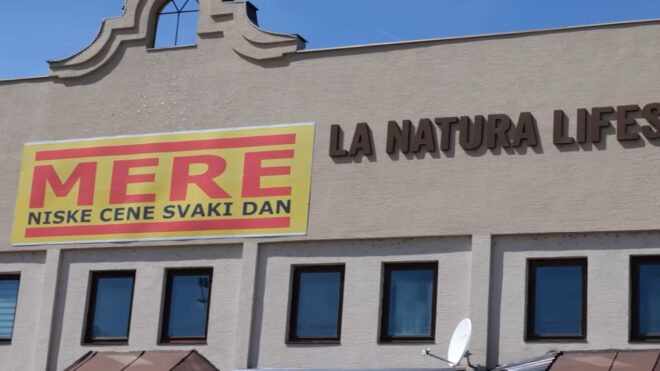 MERE
NISKE CENE SVAKI DAN
LA NATURA LIFES